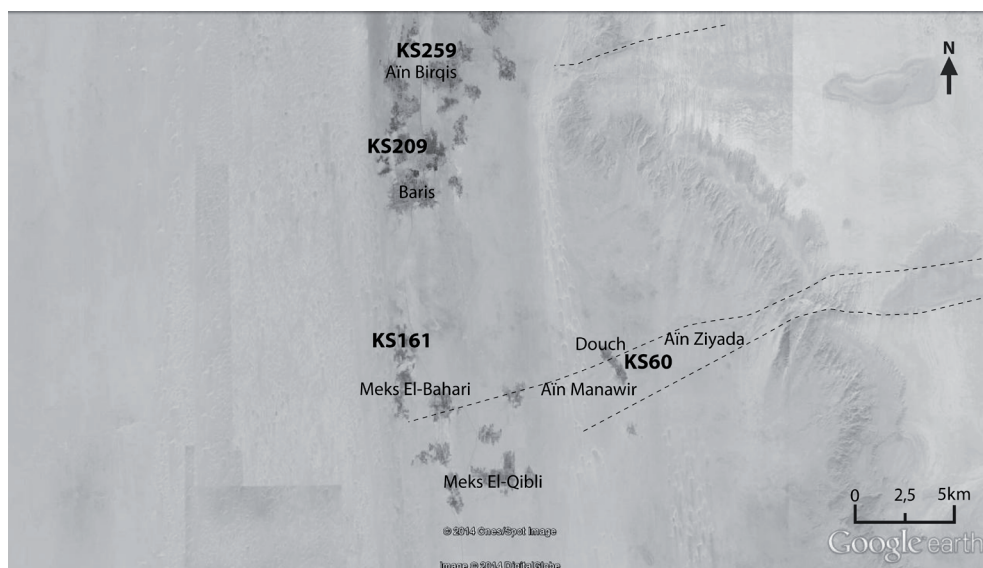 KS259
Aïn Birqis
N
KS209
Baris
KS161
Douch
Aïn Ziyada
KS60
Meks El-Bahari
Aïn Manawir
Meks El-Qibli
0 2,5 5km
© 2014 Cnes/Spot Image
Google earth
Image © 2014 DigitalGlobe